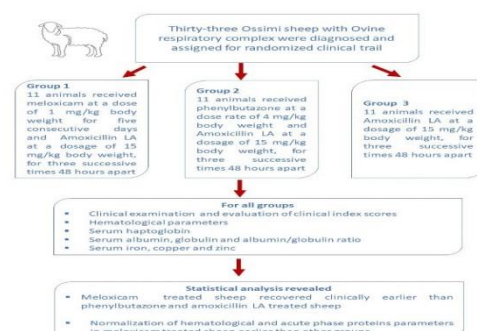 Thirty-three Ossimi sheep with Ovine
respiratory complex were diagnosed and
assigned for randomized clinical trail
Group 1
11 animals received
meloxicam at a dose
of 1 mg/kg body
weight for five
consecutive days
and Amoxicillin LA
at a dosage of 15
mg/kg body weight,
for three successive
times 48 hours apart
Group 2
11 animals received
phenylbutazone at a
dose rate of 4 mg/kg
body weight and
Amoxicillin LA at a
dosage of 15 mg/kg
body weight, for
three successive
times 48 hours apart
Group 3
11 animals received
Amoxicillin LA at a
dosage of 15 mg/kg
body weight, for
three successive
times 48 hours apart
For all groups
• Clinical examination and evaluation of clinical index scores
• Hematological parameters
• Serum haptoglobin
• Serum albumin, globulin and albumin/globulin ratio
• Serum iron, copper and zinc
Statistical analysis revealed
• Meloxicam treated sheep recovered clinically earlier than
phenylbutazone and amoxicillin LA treated sheep
• Normalization of hematological and acute phase proteins parameters
in meloxicam treated sheep earlier than other groups